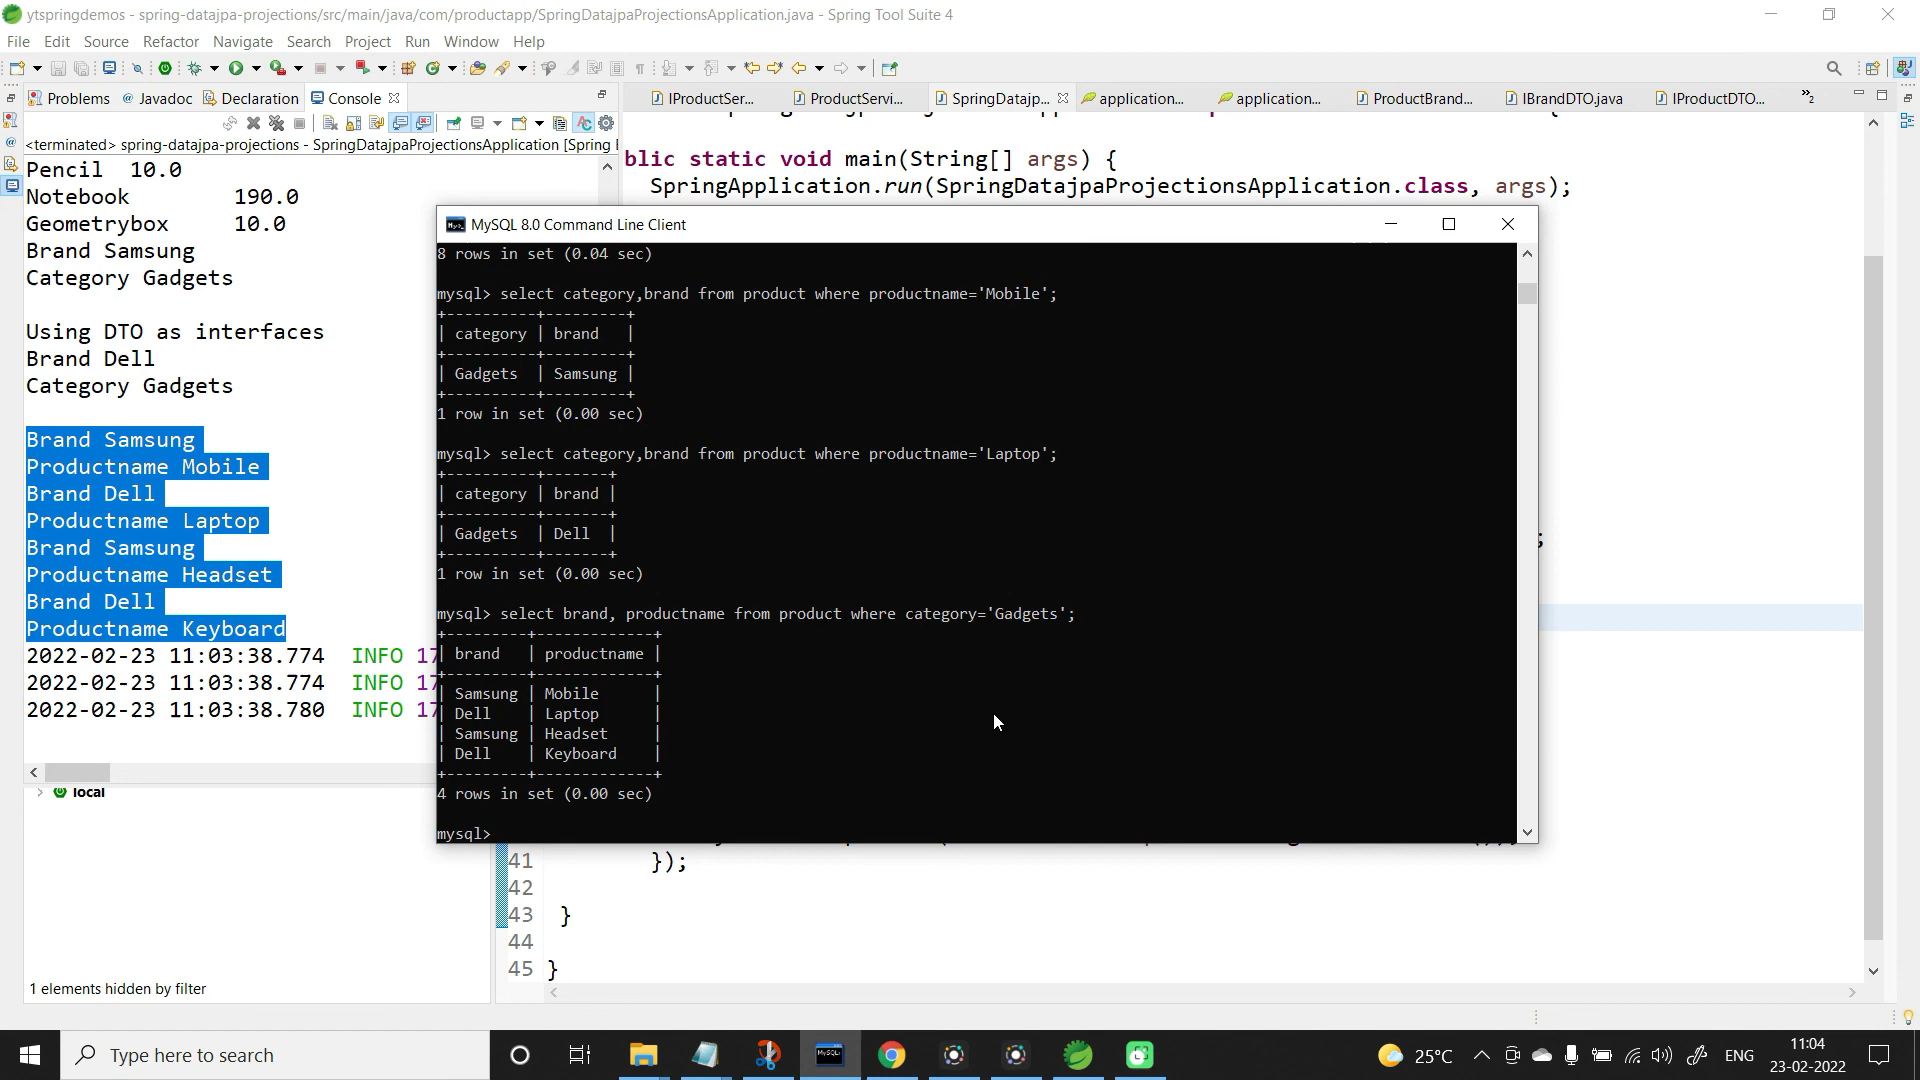 ytspringdemos - spring-datajpa-projections/src/main/java/com/productapp/SpringDatajpaProjectionsApplication.java - Spring Tool Suite 4
File Edit Source Refactor Navigate Search Project Run Window Help
Problems @ Javadoc Declaration Console
IProductSer... ProductServi... SpringDatajp... application... application... ProductBrand... IBrandDTO.java IProductDTO... »2
<terminated> spring-datajpa-projections - SpringDatajpaProjectionsApplication [Spring
Pencil 10.0
Notebook 190.0
Geometrybox 10.0
Brand Samsung
Category Gadgets
Using DTO as interfaces
Brand Dell
Category Gadgets
Brand Samsung
Productname Mobile
Brand Dell
Productname Laptop
Brand Samsung
Productname Headset
Brand Dell
Productname Keyboard
2022-02-23 11:03:38.774 INFO 17
2022-02-23 11:03:38.774 INFO 17
2022-02-23 11:03:38.780 INFO 17
local
1 elements hidden by filter
blic static void main(String[] args) {
SpringApplication.run(SpringDatajpaProjectionsApplication.class, args);
MySQL 8.0 Command Line Client
8 rows in set (0.04 sec)
mysql> select category,brand from product where productname='Mobile';
+----------+---------+
| category | brand   |
+----------+---------+
| Gadgets  | Samsung |
+----------+---------+
1 row in set (0.00 sec)
mysql> select category,brand from product where productname='Laptop';
+----------+-------+
| category | brand |
+----------+-------+
| Gadgets  | Dell  |
+----------+-------+
1 row in set (0.00 sec)
mysql> select brand, productname from product where category='Gadgets';
+---------+-------------+
| brand   | productname |
+---------+-------------+
| Samsung | Mobile      |
| Dell    | Laptop      |
| Samsung | Headset     |
| Dell    | Keyboard    |
+---------+-------------+
4 rows in set (0.00 sec)
mysql>
;
41 });
42
43 }
44
45 }
Type here to search
25°C
ENG
11:04
23-02-2022